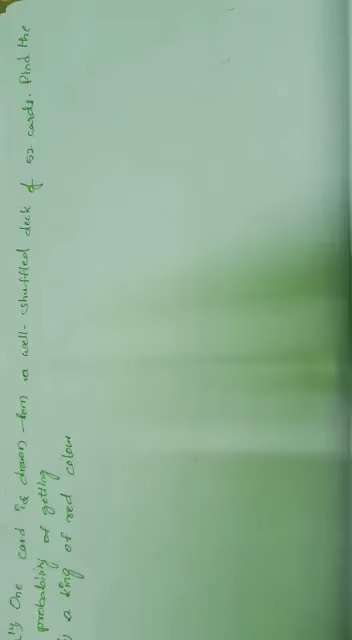 One card is drawn from a well-shuffled deck of 52 cards. Find the
probability of getting
a king of red colour